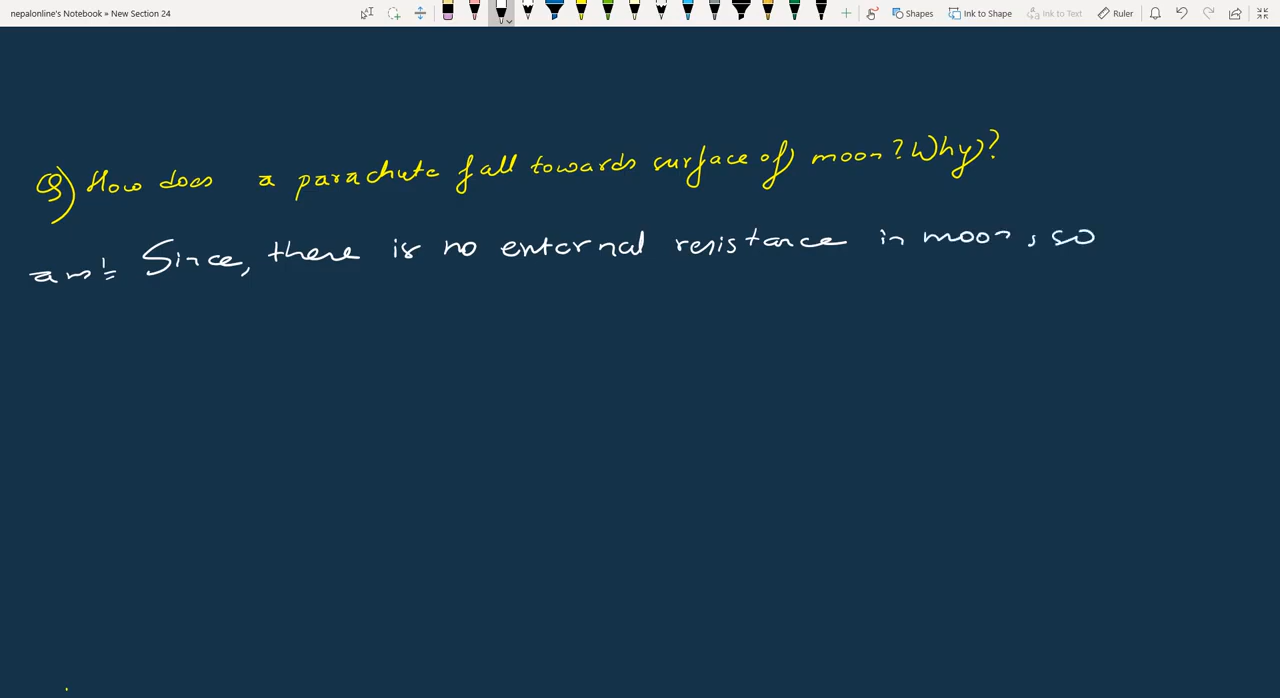 nepalonline's Notebook » New Section 24
Shapes Ink to Shape Ink to Text Ruler
Q) How does a parachute fall towards surface of moon? Why?
ans:- Since, there is no external resistance in moon, so